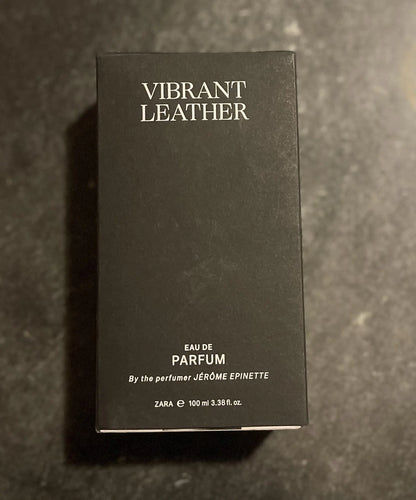 VIBRANT
LEATHER
EAU DE
PARFUM
By the perfumer JÉRÔME EPINETTE
ZARA ℮ 100 ml 3.38 fl. oz.